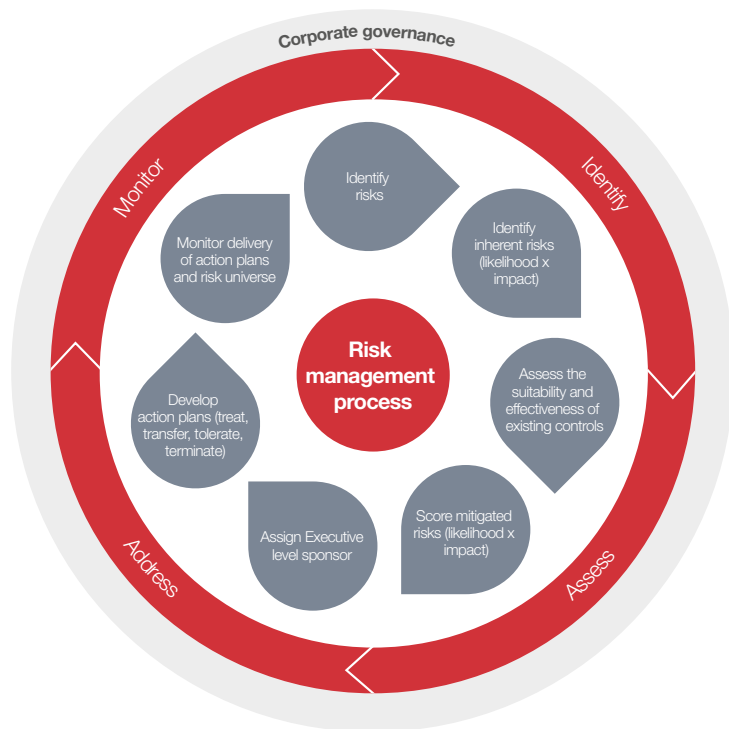 Corporate governance
Identify
Assess
Address
Monitor
Identify
risks
Identify
inherent risks
(likelihood x
impact)
Assess the
suitability and
effectiveness of
existing controls
Score mitigated
risks (likelihood x
impact)
Assign Executive
level sponsor
Develop
action plans (treat,
transfer, tolerate,
terminate)
Monitor delivery
of action plans
and risk universe
Risk
management
process